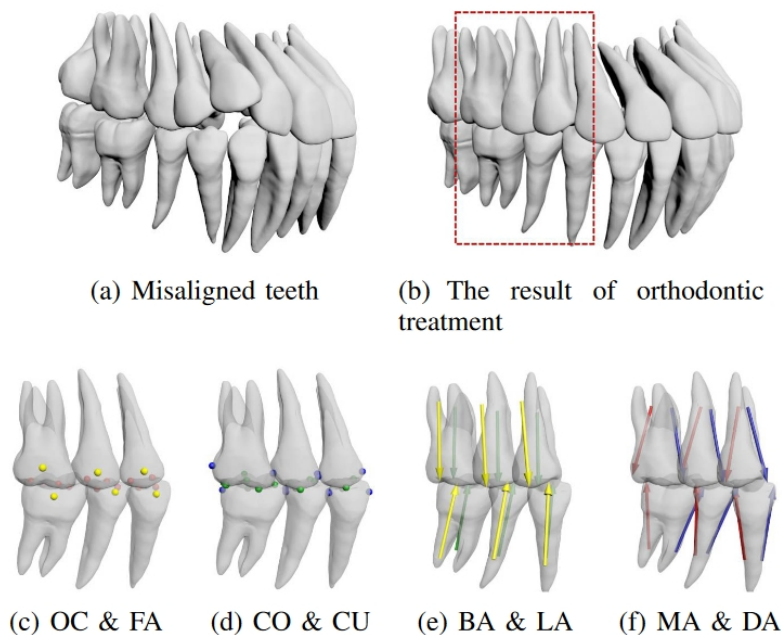 (a) Misaligned teeth
(b) The result of orthodontic
treatment
(c) OC & FA
(d) CO & CU
(e) BA & LA
(f) MA & DA